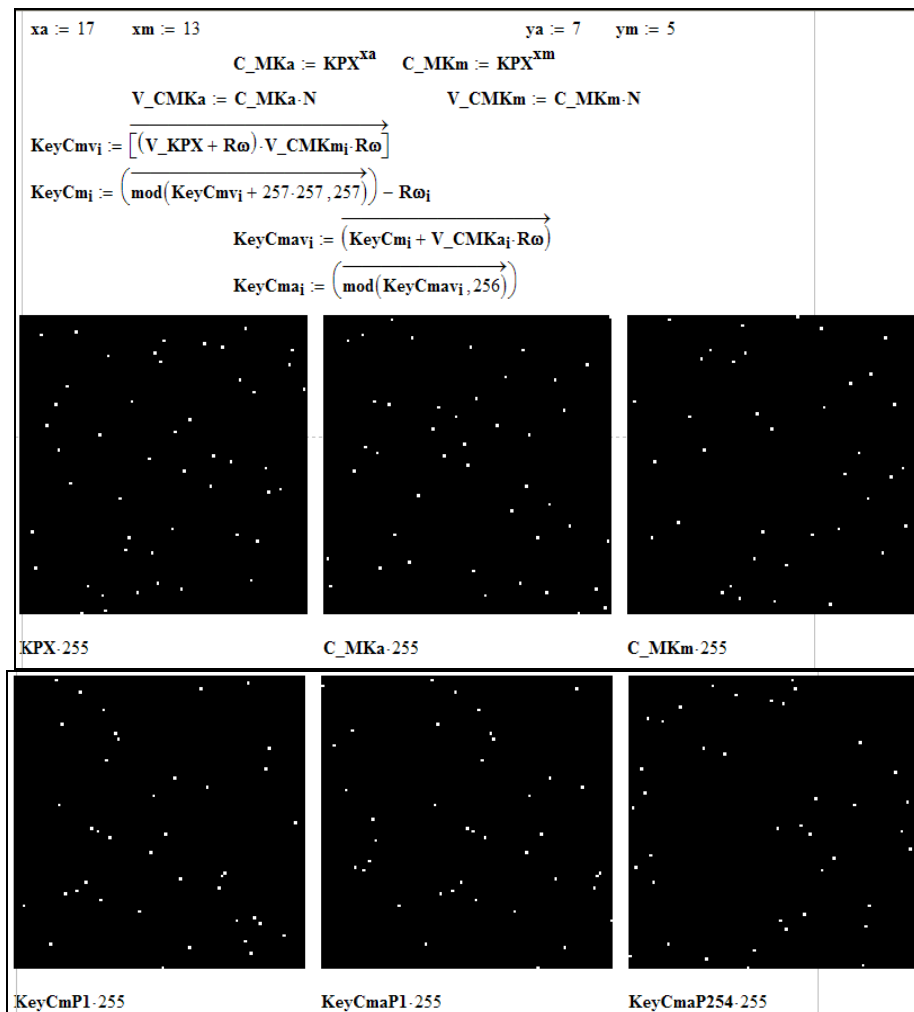 xa := 17 xm := 13 ya := 7 ym := 5
C_MKa := KPX^xa C_MKm := KPX^xm
V_CMKa := C_MKa·N V_CMKm := C_MKm·N
KeyCmv_i := [(V_KPX + Rω)·V_CMKm_i·Rω]
KeyCm_i := (mod(KeyCmv_i + 257·257, 257)) − Rω_i
KeyCmav_i := (KeyCm_i + V_CMKa_i·Rω)
KeyCma_i := (mod(KeyCmav_i, 256))
KPX·255 C_MKa·255 C_MKm·255
KeyCmP1·255 KeyCmaP1·255 KeyCmaP254·255